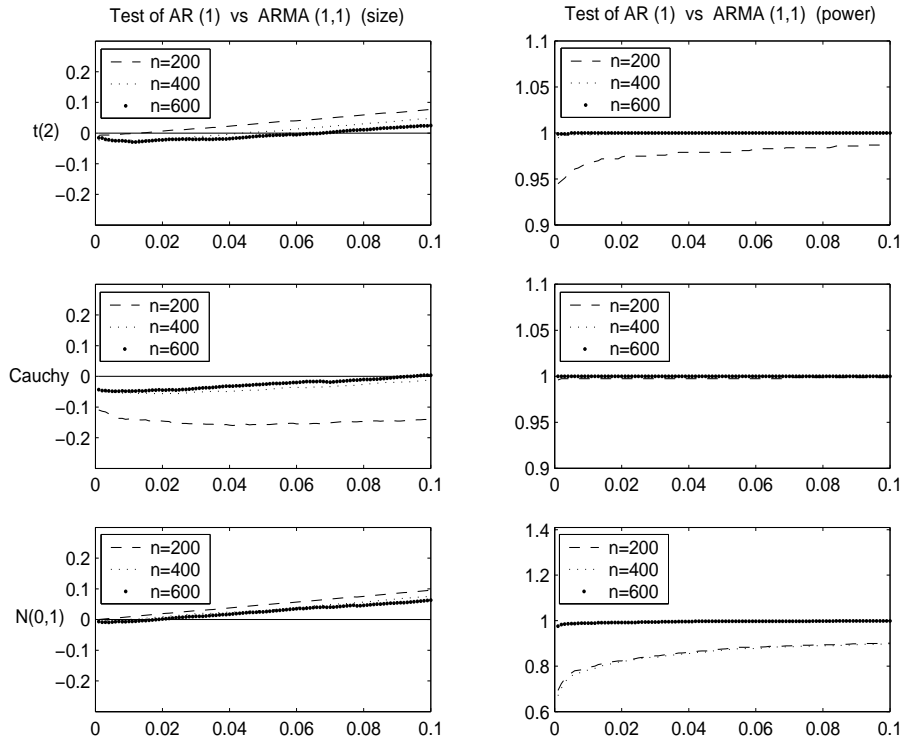 Test of AR (1) vs ARMA (1,1) (size)
Test of AR (1) vs ARMA (1,1) (power)
t(2)
0.2
0.1
0
−0.1
−0.2
n=200
n=400
n=600
0 0.02 0.04 0.06 0.08 0.1
1.1
1.05
1
0.95
0.9
n=200
n=400
n=600
0 0.02 0.04 0.06 0.08 0.1
Cauchy
0.2
0.1
0
−0.1
−0.2
n=200
n=400
n=600
0 0.02 0.04 0.06 0.08 0.1
1.1
1.05
1
0.95
0.9
n=200
n=400
n=600
0 0.02 0.04 0.06 0.08 0.1
N(0,1)
0.2
0.1
0
−0.1
−0.2
n=200
n=400
n=600
0 0.02 0.04 0.06 0.08 0.1
1.4
1.2
1
0.8
0.6
n=200
n=400
n=600
0 0.02 0.04 0.06 0.08 0.1